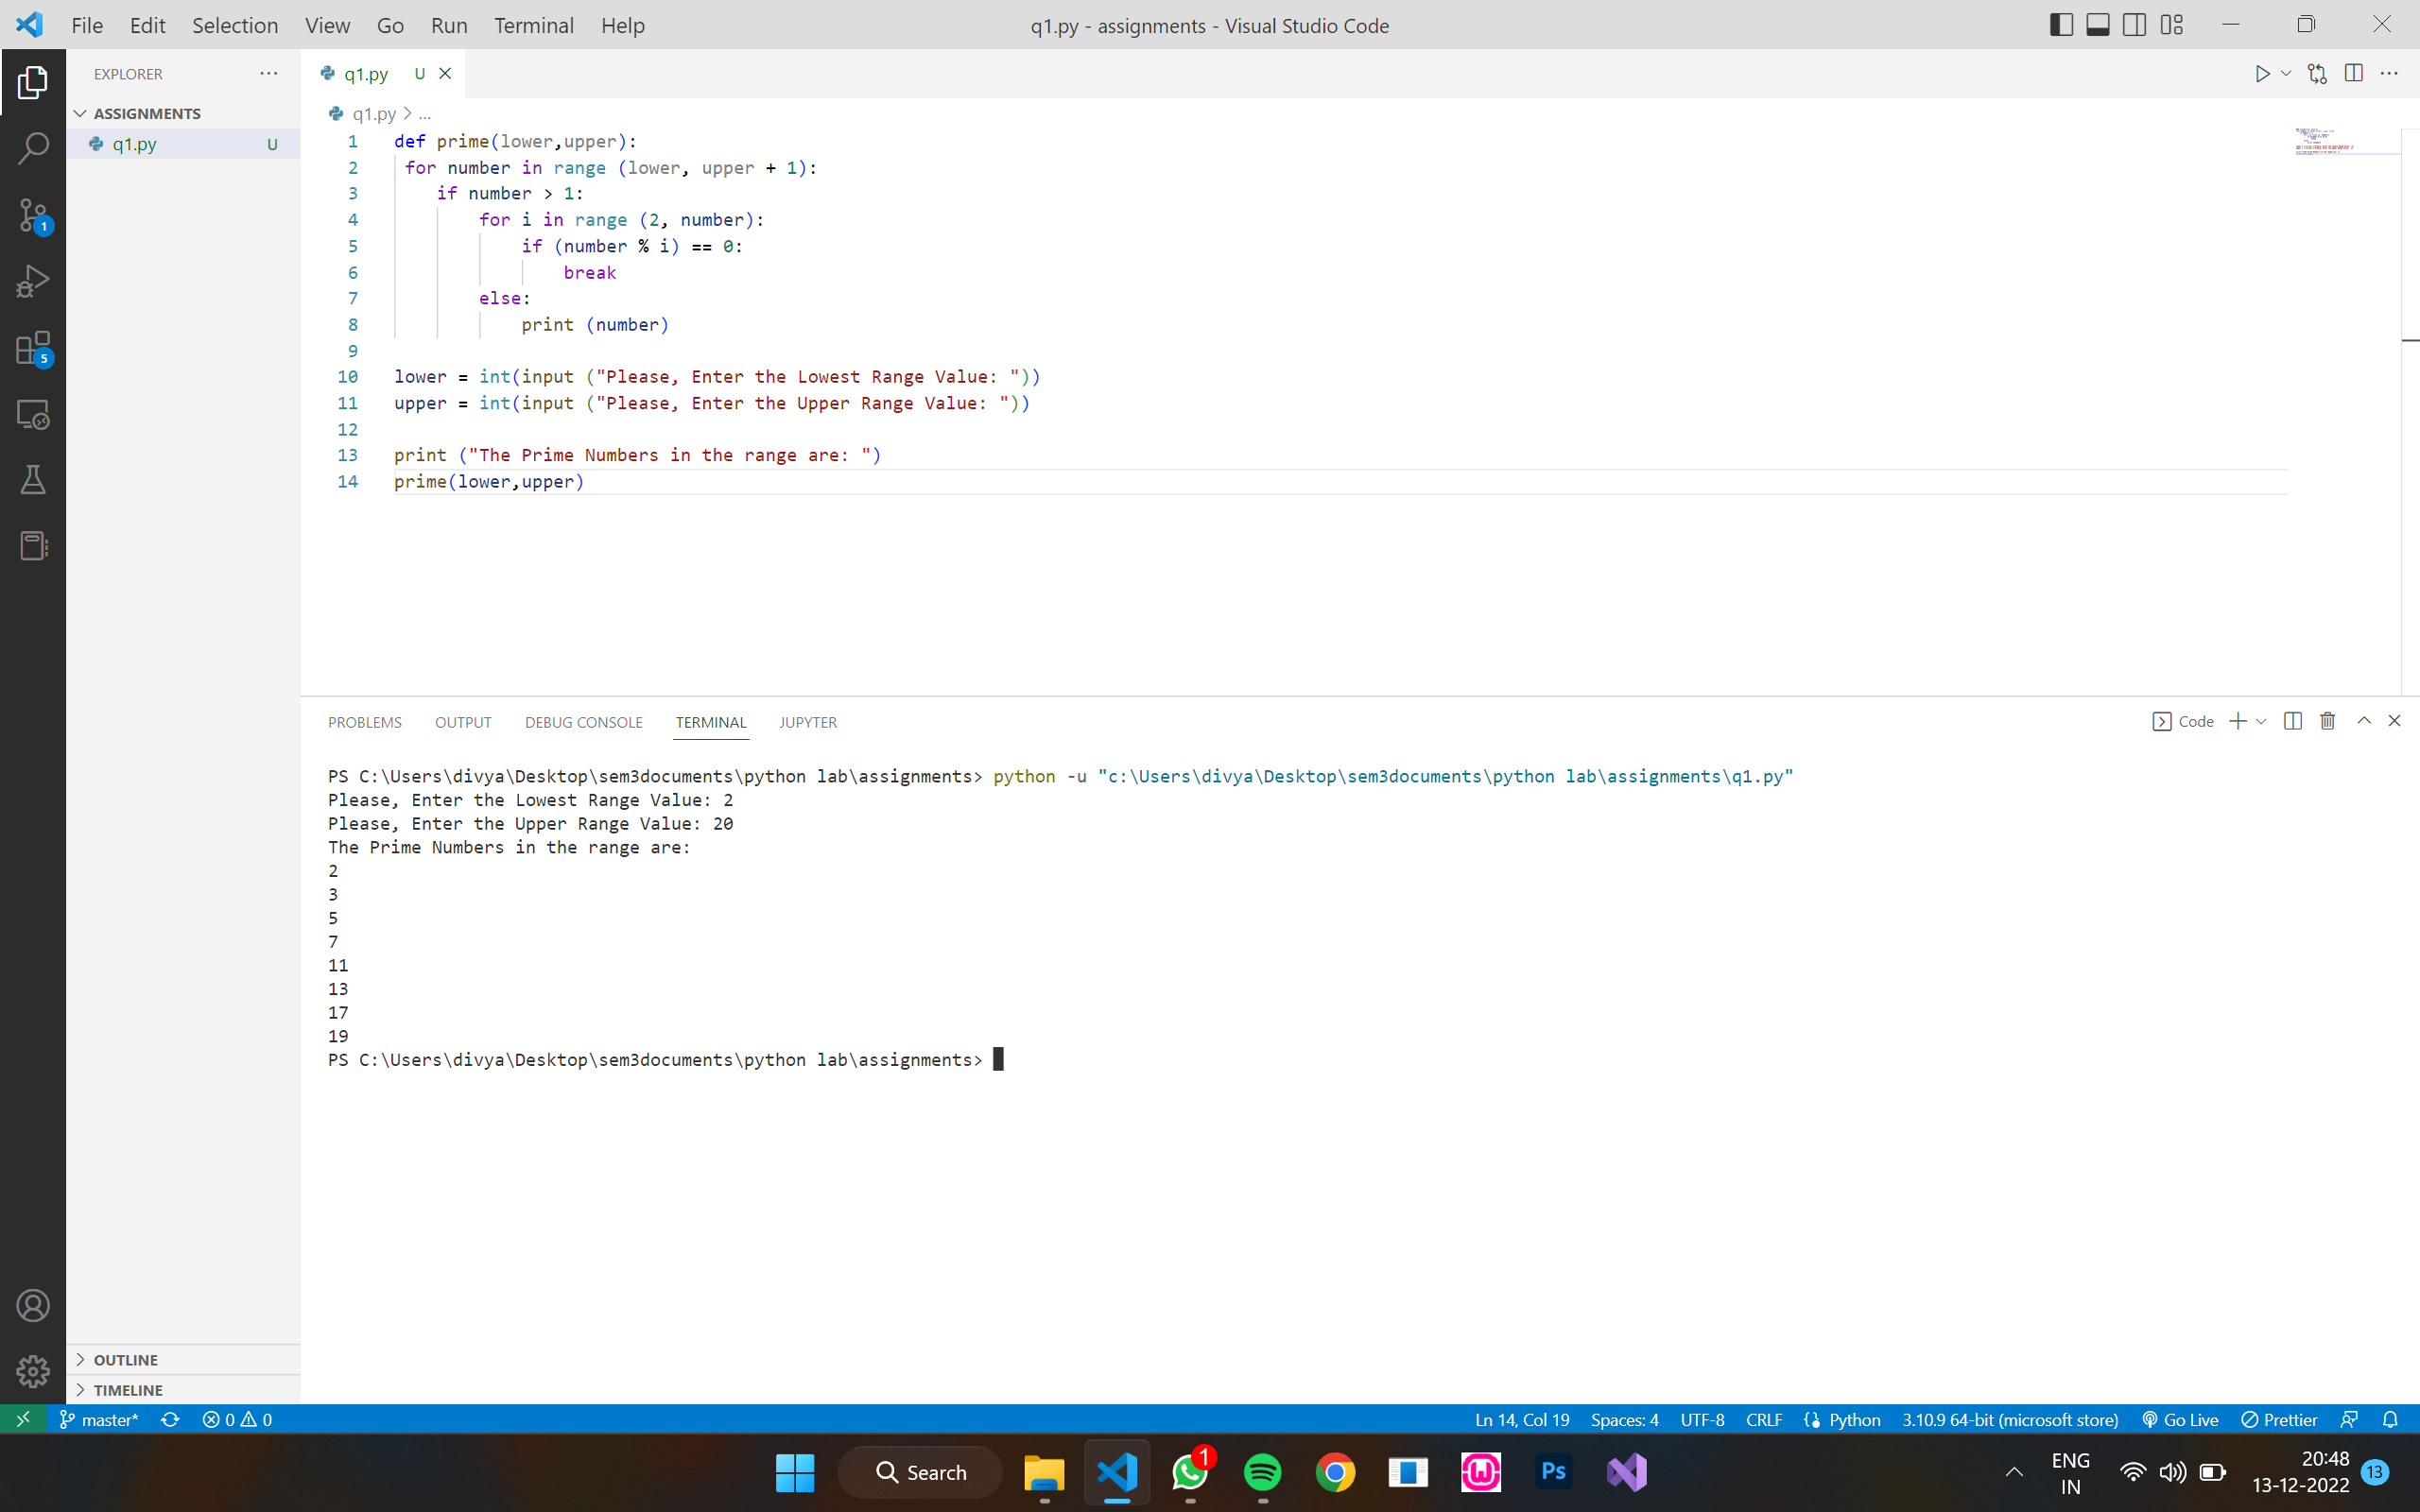 File Edit Selection View Go Run Terminal Help q1.py - assignments - Visual Studio Code
EXPLORER ...
ASSIGNMENTS
q1.py U
q1.py U
q1.py > ...
1 def prime(lower,upper):
2  for number in range (lower, upper + 1):
3     if number > 1:
4         for i in range (2, number):
5             if (number % i) == 0:
6                 break
7         else:
8             print (number)
9
10 lower = int(input ("Please, Enter the Lowest Range Value: "))
11 upper = int(input ("Please, Enter the Upper Range Value: "))
12
13 print ("The Prime Numbers in the range are: ")
14 prime(lower,upper)
1
5
PROBLEMS OUTPUT DEBUG CONSOLE TERMINAL JUPYTER Code
PS C:\Users\divya\Desktop\sem3documents\python lab\assignments> python -u "c:\Users\divya\Desktop\sem3documents\python lab\assignments\q1.py"
Please, Enter the Lowest Range Value: 2
Please, Enter the Upper Range Value: 20
The Prime Numbers in the range are:
2
3
5
7
11
13
17
19
PS C:\Users\divya\Desktop\sem3documents\python lab\assignments>
OUTLINE
TIMELINE
master* 0 0 Ln 14, Col 19 Spaces: 4 UTF-8 CRLF Python 3.10.9 64-bit (microsoft store) Go Live Prettier
Search 1 Ps ENG 20:48
IN 13-12-2022 13